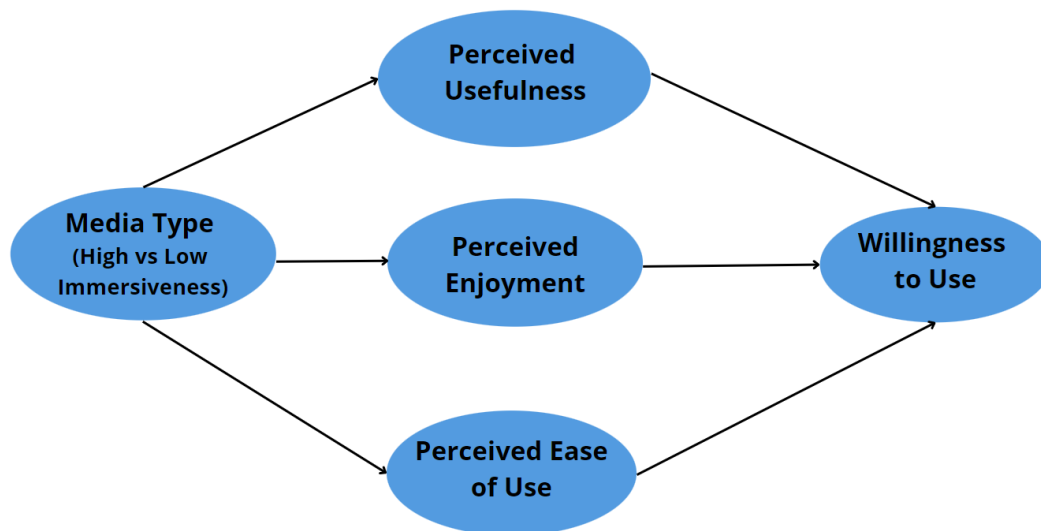 Perceived
Usefulness
Media Type
(High vs Low
Immersiveness)
Perceived
Enjoyment
Willingness
to Use
Perceived Ease
of Use